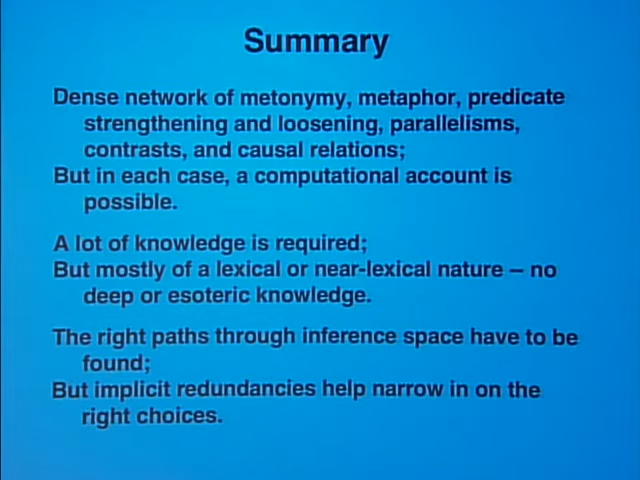 Summary
Dense network of metonymy, metaphor, predicate
strengthening and loosening, parallelisms,
contrasts, and causal relations;
But in each case, a computational account is
possible.
A lot of knowledge is required;
But mostly of a lexical or near-lexical nature – no
deep or esoteric knowledge.
The right paths through inference space have to be
found;
But implicit redundancies help narrow in on the
right choices.